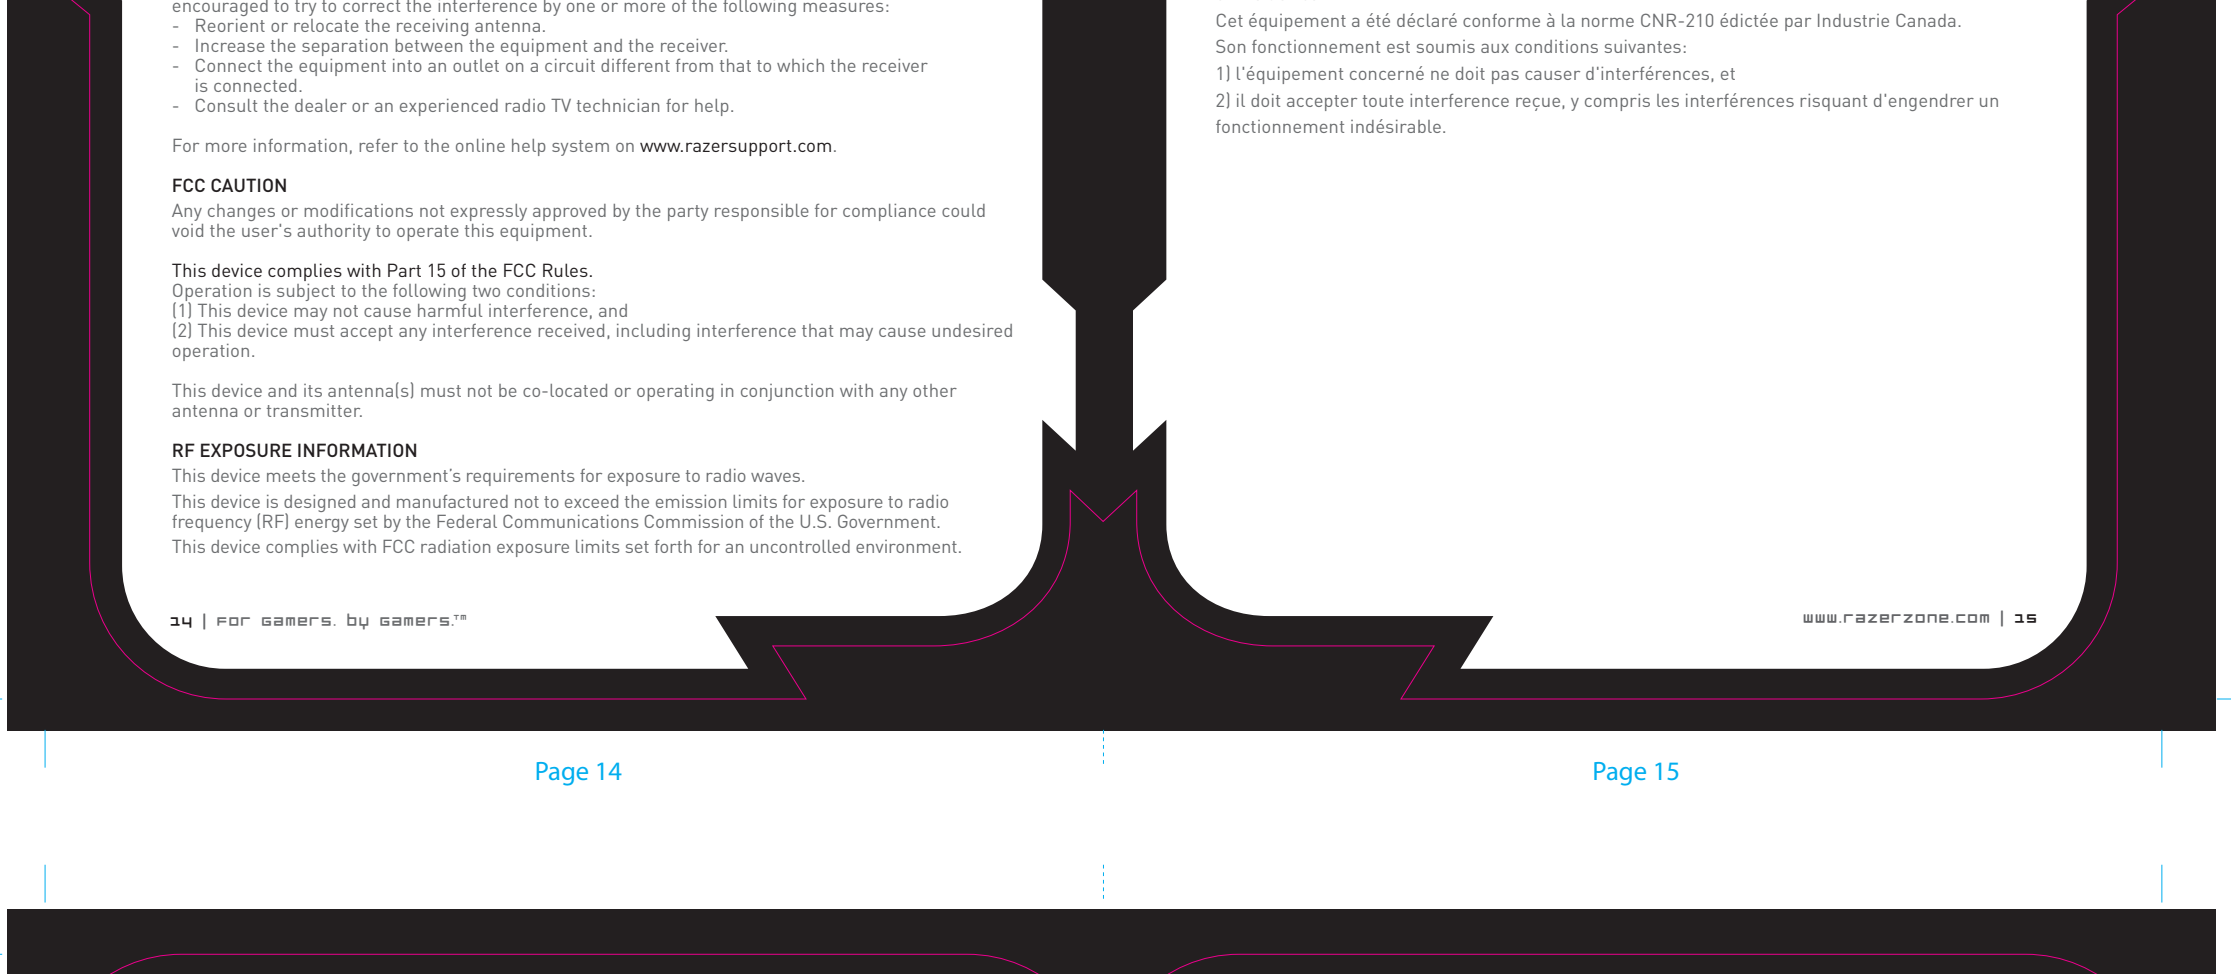 encouraged to try to correct the interference by one or more of the following measures:
- Reorient or relocate the receiving antenna.
- Increase the separation between the equipment and the receiver.
- Connect the equipment into an outlet on a circuit different from that to which the receiver
is connected.
- Consult the dealer or an experienced radio TV technician for help.
For more information, refer to the online help system on www.razersupport.com.
FCC CAUTION
Any changes or modifications not expressly approved by the party responsible for compliance could
void the user's authority to operate this equipment.
This device complies with Part 15 of the FCC Rules.
Operation is subject to the following two conditions:
(1) This device may not cause harmful interference, and
(2) This device must accept any interference received, including interference that may cause undesired
operation.
This device and its antenna(s) must not be co-located or operating in conjunction with any other
antenna or transmitter.
RF EXPOSURE INFORMATION
This device meets the government's requirements for exposure to radio waves.
This device is designed and manufactured not to exceed the emission limits for exposure to radio
frequency (RF) energy set by the Federal Communications Commission of the U.S. Government.
This device complies with FCC radiation exposure limits set forth for an uncontrolled environment.
14 | For Gamers. By Gamers.™
Cet équipement a été déclaré conforme à la norme CNR-210 édictée par Industrie Canada.
Son fonctionnement est soumis aux conditions suivantes:
1) l'équipement concerné ne doit pas causer d'interférences, et
2) il doit accepter toute interference reçue, y compris les interférences risquant d'engendrer un
fonctionnement indésirable.
www.razerzone.com | 15
Page 14
Page 15